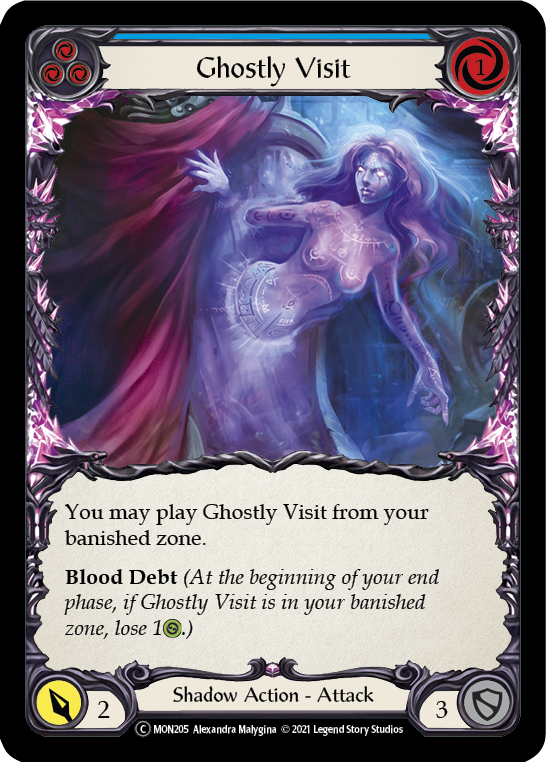 Ghostly Visit
1
You may play Ghostly Visit from your
banished zone.
Blood Debt (At the beginning of your end
phase, if Ghostly Visit is in your banished
zone, lose 1.)
2
Shadow Action - Attack
3
C MON205 Alexandra Malygina © 2021 Legend Story Studios